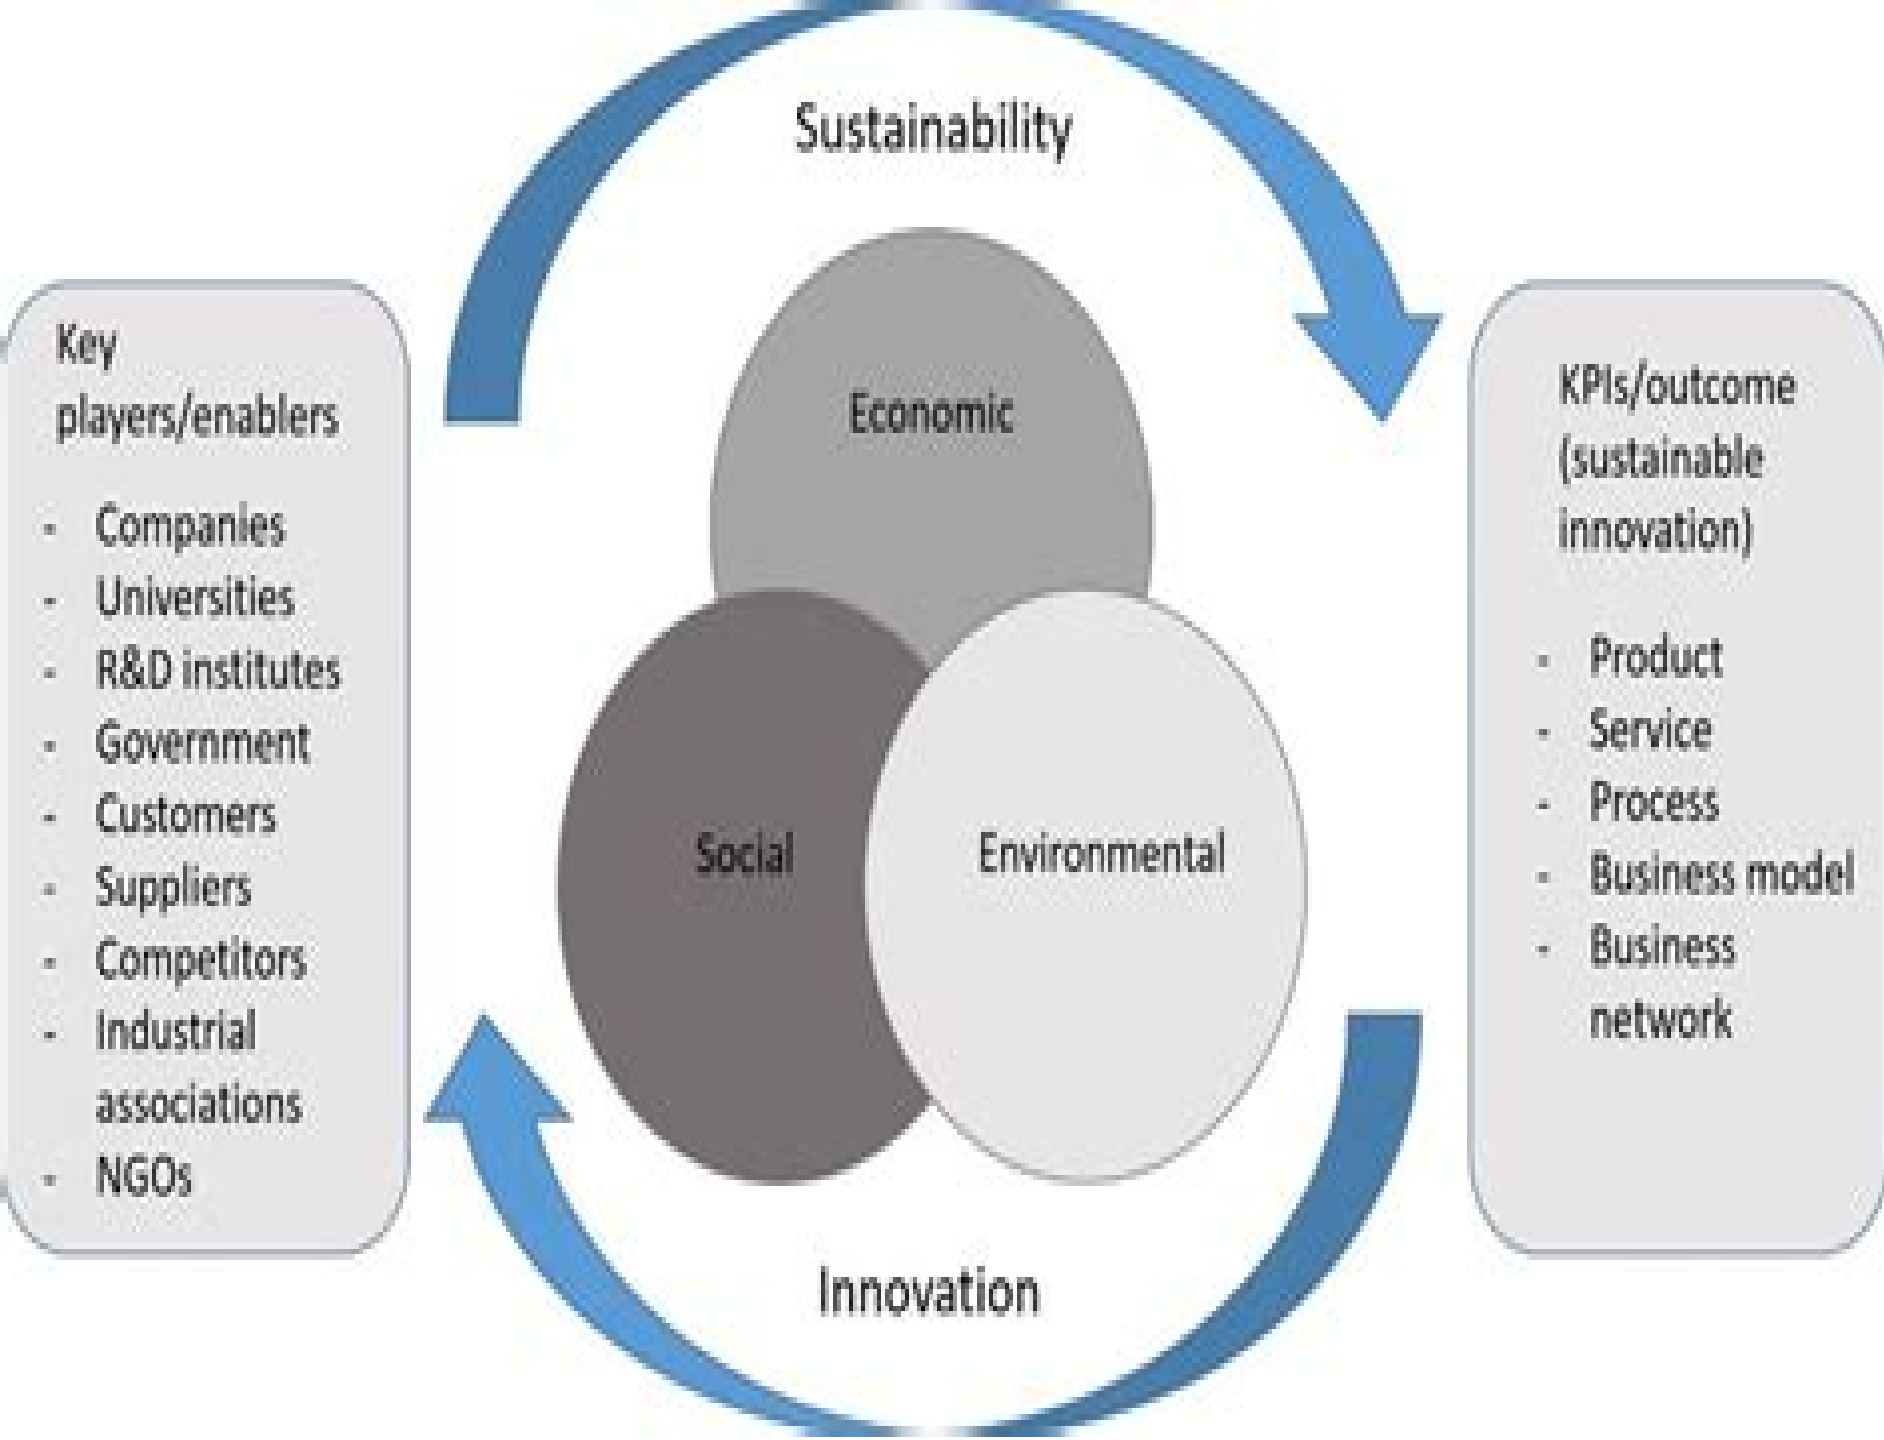 Sustainability
Key
players/enablers
- Companies
- Universities
- R&D institutes
- Government
- Customers
- Suppliers
- Competitors
- Industrial
associations
- NGOs
Economic
Social
Environmental
KPIs/outcome
(sustainable
innovation)
- Product
- Service
- Process
- Business model
- Business
network
Innovation